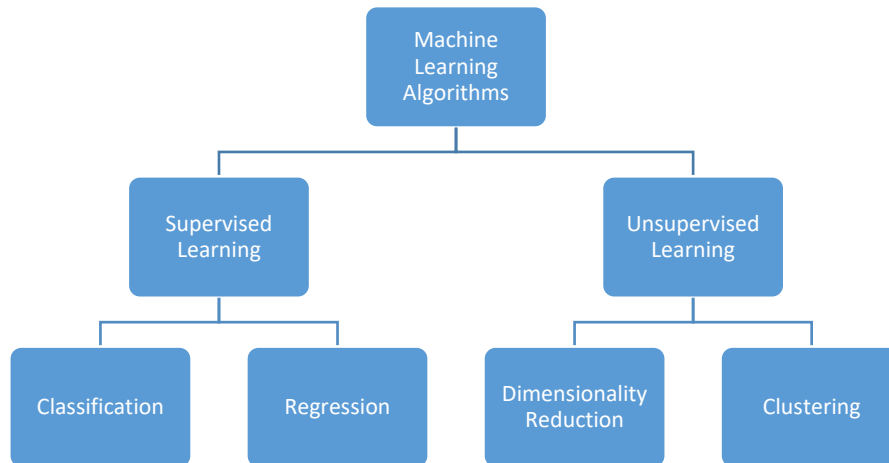 Machine
Learning
Algorithms
Supervised
Learning
Unsupervised
Learning
Classification
Regression
Dimensionality
Reduction
Clustering